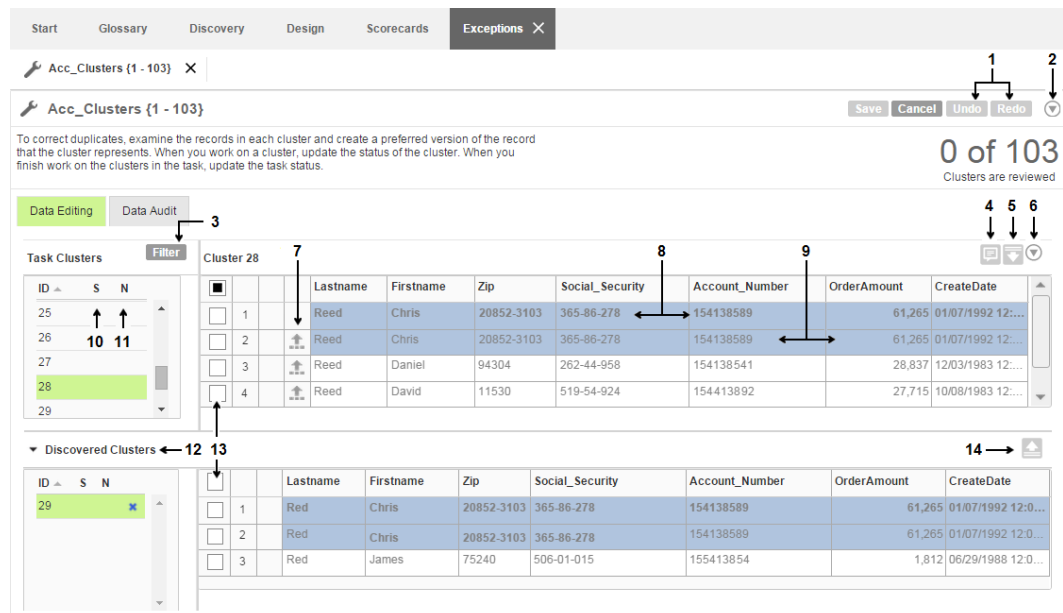 Start Glossary Discovery Design Scorecards Exceptions
Acc_Clusters {1 - 103}
1 2
Acc_Clusters {1 - 103} Save Cancel Undo Redo
To correct duplicates, examine the records in each cluster and create a preferred version of the record
that the cluster represents. When you work on a cluster, update the status of the cluster. When you
finish work on the clusters in the task, update the task status.
0 of 103
Clusters are reviewed
Data Editing Data Audit
3 4 5 6
Task Clusters Filter Cluster 28 7 8 9
ID S N Lastname Firstname Zip Social_Security Account_Number OrderAmount CreateDate
25 1 Reed Chris 20852-3103 365-86-278 154138589 61,265 01/07/1992 12:...
26 10 11 2 Reed Chris 20852-3103 365-86-278 154138589 61,265 01/07/1992 12:...
27 3 Reed Daniel 94304 262-44-958 154138541 28,837 12/03/1983 12:...
28 4 Reed David 11530 519-54-924 154413892 27,715 10/08/1983 12:...
29
Discovered Clusters 12 13 14
ID S N Lastname Firstname Zip Social_Security Account_Number OrderAmount CreateDate
29 1 Red Chris 20852-3103 365-86-278 154138589 61,265 01/07/1992 12:0...
2 Red Chris 20852-3103 365-86-278 154138589 61,265 01/07/1992 12:0...
3 Red James 75240 506-01-015 155413854 1,812 06/29/1988 12:0...